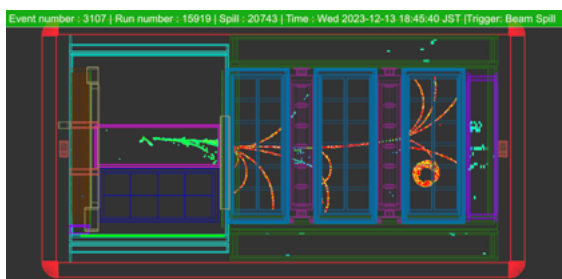 Event number : 3107 | Run number : 15919 | Spill : 20743 | Time : Wed 2023-12-13 18:45:40 JST |Trigger: Beam Spill